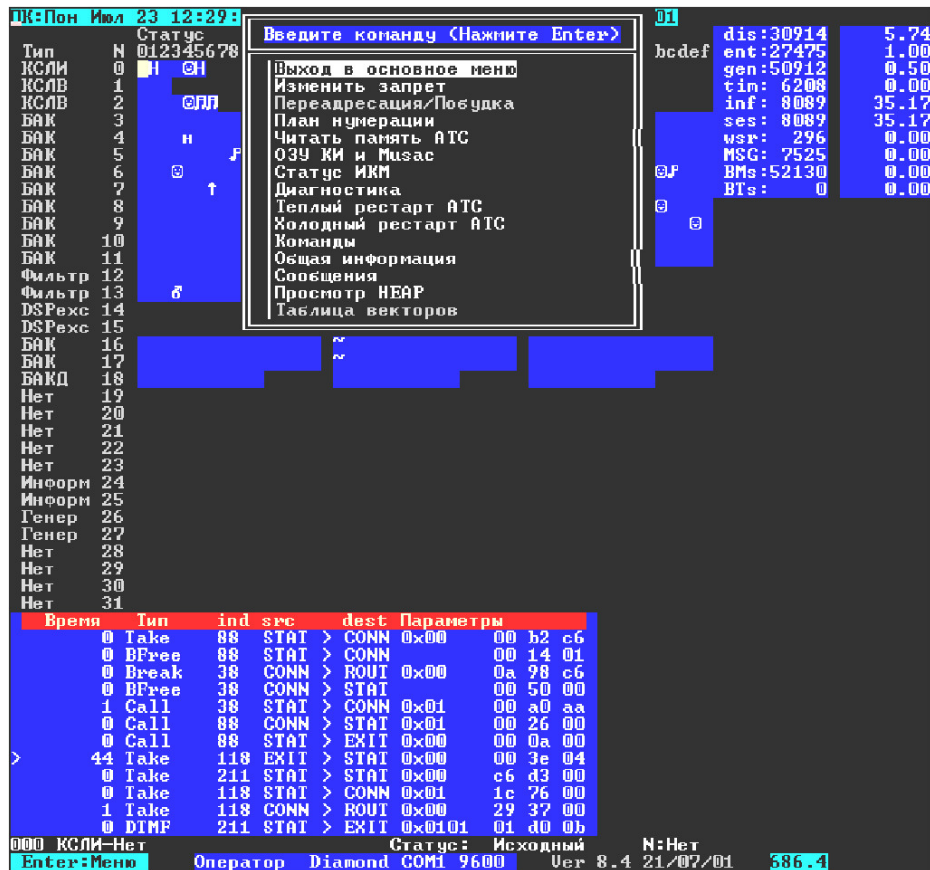 ПК:Пон Июл 23 12:29: 01
Введите команду (Нажмите Enter)
Статус dis:30914 5.74
Тип N 012345678 bcdef ent:27475 1.00
КСЛИ 0 Н ☺Н Выход в основное меню gen:50912 0.50
КСЛВ 1 Изменить запрет tim: 6208 0.00
КСЛВ 2 ☺ПП Переадресация/Побудка inf: 8089 35.17
БАК 3 План нумерации ses: 8089 35.17
БАК 4 н Читать память АТС wsr: 296 0.00
БАК 5 ОЗУ КИ и Musac MSG: 7525 0.00
БАК 6 ☺ Статус ИКМ ☺ BMs:52130 0.00
БАК 7 ↑ Диагностика BTs: 0 0.00
БАК 8 Теплый рестарт АТС ☺
БАК 9 Холодный рестарт АТС ☺
БАК 10 Команды
БАК 11 Общая информация
Фильтр 12 Сообщения
Фильтр 13 ♂ Просмотр HEAP
DSPexc 14 Таблица векторов
DSPexc 15
БАК 16 ~
БАК 17 ~
БАКД 18
Нет 19
Нет 20
Нет 21
Нет 22
Нет 23
Информ 24
Информ 25
Генер 26
Генер 27
Нет 28
Нет 29
Нет 30
Нет 31
Время Тип ind src dest Параметры
0 Take 88 STAT > CONN 0x00 00 b2 c6
0 BFree 88 STAT > CONN 00 14 01
0 Break 38 CONN > ROUT 0x00 0a 98 c6
0 BFree 38 CONN > STAT 00 50 00
1 Call 38 STAT > CONN 0x01 00 a0 aa
0 Call 88 CONN > STAT 0x01 00 26 00
0 Call 88 STAT > EXIT 0x00 00 0a 00
> 44 Take 118 EXIT > STAT 0x00 00 3e 04
0 Take 211 STAT > STAT 0x00 c6 d3 00
0 Take 118 STAT > CONN 0x01 1c 76 00
1 Take 118 CONN > ROUT 0x00 29 37 00
0 DTMF 211 STAT > EXIT 0x0101 01 d0 0b
000 КСЛИ-Нет Статус: Исходный N:Нет
Enter:Меню Оператор Diamond COM1 9600 Ver 8.4 21/07/01 686.4